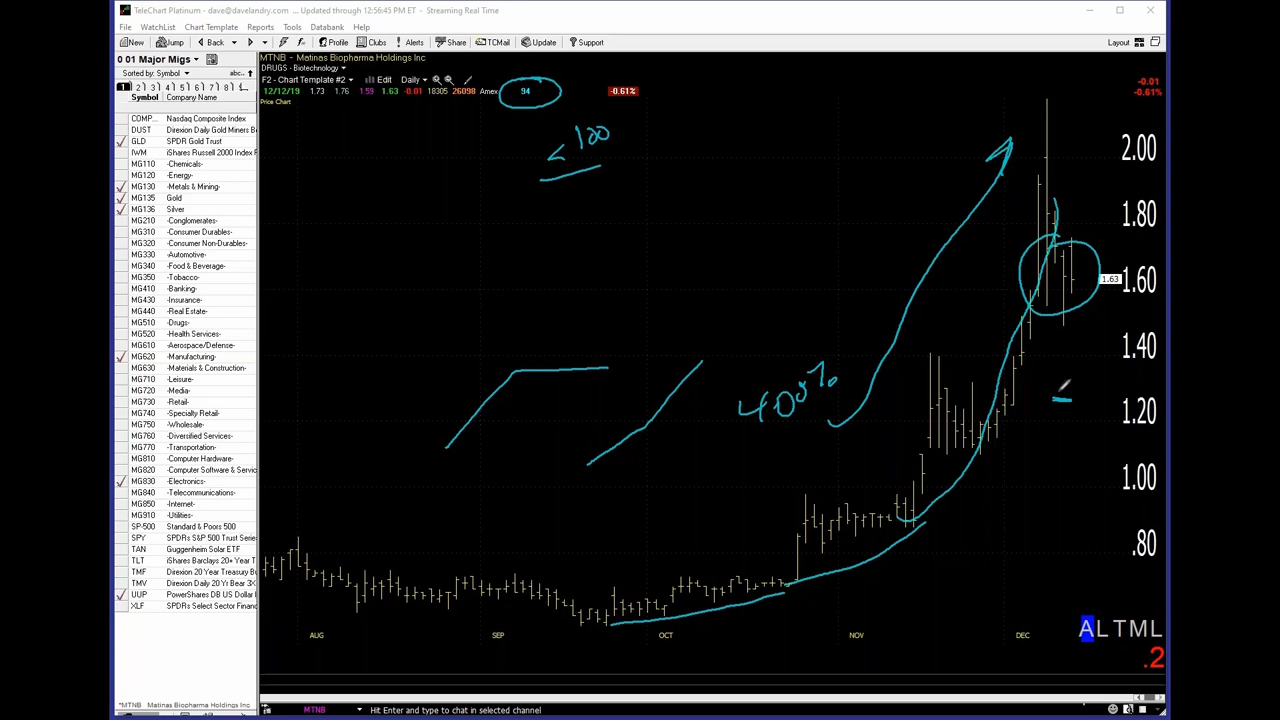 TeleChart Platinum - dave@davelandry.com ... Updated through 12:56:45 PM ET - Streaming Real Time
File WatchList Chart Template Reports Tools Databank Help
New Jump Back Profile Clubs Alerts Share TCMail Update Support Layout
0 01 Major Migs
Sorted by: Symbol abc..
1 2 3 4 5 6 7 8
Symbol Company Name
COMP... Nasdaq Composite Index
DUST Direxion Daily Gold Miners Be
GLD SPDR Gold Trust
IWM iShares Russell 2000 Index F
MG110 -Chemicals-
MG120 -Energy-
MG130 -Metals & Mining-
MG135 Gold
MG136 Silver
MG210 -Conglomerates-
MG310 -Consumer Durables-
MG320 -Consumer Non-Durables-
MG330 -Automotive-
MG340 -Food & Beverage-
MG350 -Tobacco-
MG410 -Banking-
MG430 -Insurance-
MG440 -Real Estate-
MG510 -Drugs-
MG520 -Health Services-
MG610 -Aerospace/Defense-
MG620 -Manufacturing-
MG630 -Materials & Construction-
MG710 -Leisure-
MG720 -Media-
MG730 -Retail-
MG740 -Specialty Retail-
MG750 -Wholesale-
MG760 -Diversified Services-
MG770 -Transportation-
MG810 -Computer Hardware-
MG820 -Computer Software & Servic
MG830 -Electronics-
MG840 -Telecommunications-
MG850 -Internet-
MG910 -Utilities-
SP-500 Standard & Poors 500
SPY SPDRs S&P 500 Trust Series
TAN Guggenheim Solar ETF
TLT iShares Barclays 20+ Year T
TMF Direxion 20 Year Treasury Bu
TMV Direxion Daily 20 Yr Bear 3X
UUP PowerShares DB US Dollar I
XLF SPDRs Select Sector Financ
*MTNB Matinas Biopharma Holdings Inc
MTNB - Matinas Biopharma Holdings Inc
DRUGS - Biotechnology
F2 - Chart Template #2 Edit Daily
12/12/19 1.73 1.76 1.59 1.63 -0.01 18305 26098 Amex 94 -0.61%
Price Chart
-0.01
-0.61%
< 100
400%
2.00
1.80
1.63
1.60
1.40
1.20
1.00
.80
AUG SEP OCT NOV DEC
ALTML
.2
MTNB Hit Enter and type to chat in selected channel